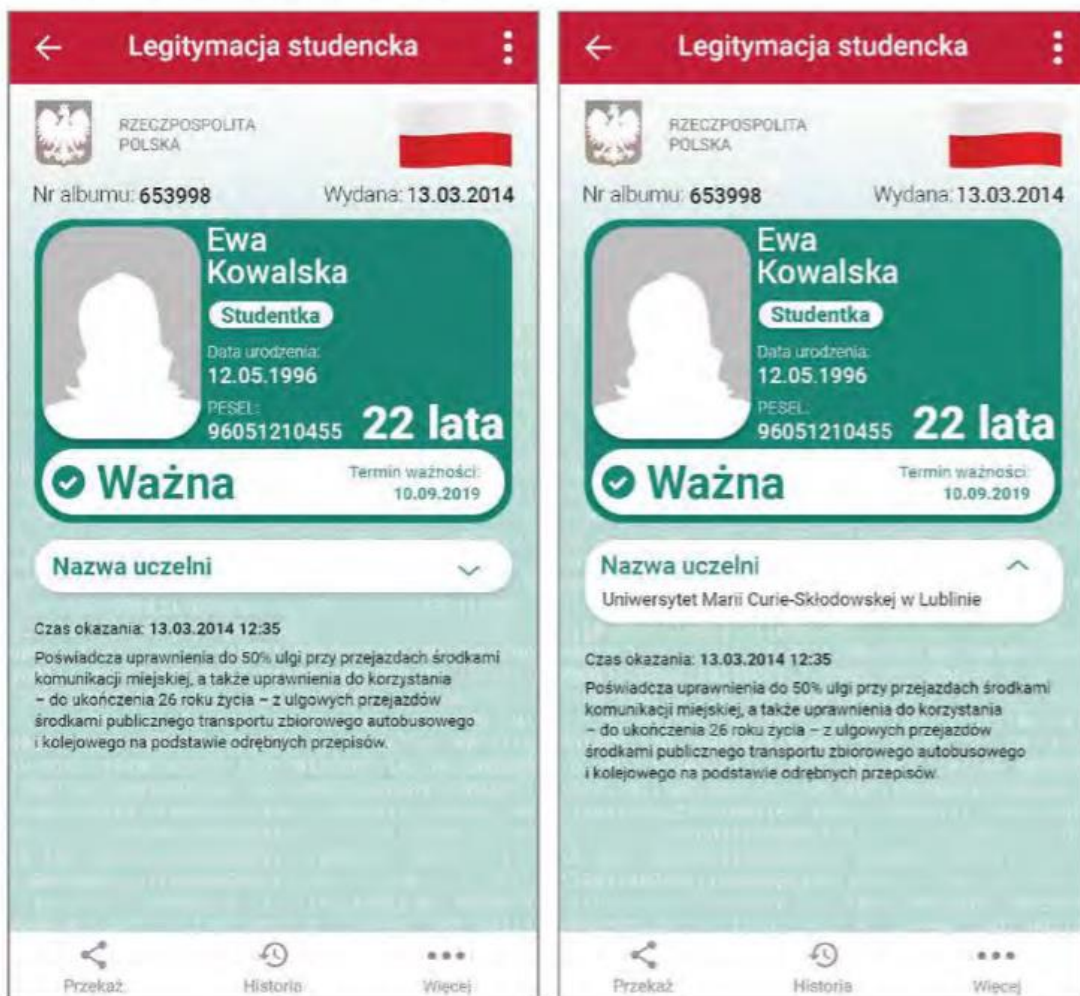 Legitymacja studencka
RZECZPOSPOLITA
POLSKA
Nr albumu: 653998
Wydana: 13.03.2014
Ewa
Kowalska
Studentka
Data urodzenia:
12.05.1996
PESEL:
96051210455
22 lata
Ważna
Termin ważności:
10.09.2019
Nazwa uczelni
Czas okazania: 13.03.2014 12:35
Poświadcza uprawnienia do 50% ulgi przy przejazdach środkami
komunikacji miejskiej, a także uprawnienia do korzystania
– do ukończenia 26 roku życia – z ulgowych przejazdów
środkami publicznego transportu zbiorowego autobusowego
i kolejowego na podstawie odrębnych przepisów.
Przekaż
Historia
Więcej
Legitymacja studencka
RZECZPOSPOLITA
POLSKA
Nr albumu: 653998
Wydana: 13.03.2014
Ewa
Kowalska
Studentka
Data urodzenia:
12.05.1996
PESEL:
96051210455
22 lata
Ważna
Termin ważności:
10.09.2019
Nazwa uczelni
Uniwersytet Marii Curie-Skłodowskej w Lublinie
Czas okazania: 13.03.2014 12:35
Poświadcza uprawnienia do 50% ulgi przy przejazdach środkami
komunikacji miejskiej, a także uprawnienia do korzystania
– do ukończenia 26 roku życia – z ulgowych przejazdów
środkami publicznego transportu zbiorowego autobusowego
i kolejowego na podstawie odrębnych przepisów.
Przekaż
Historia
Więcej